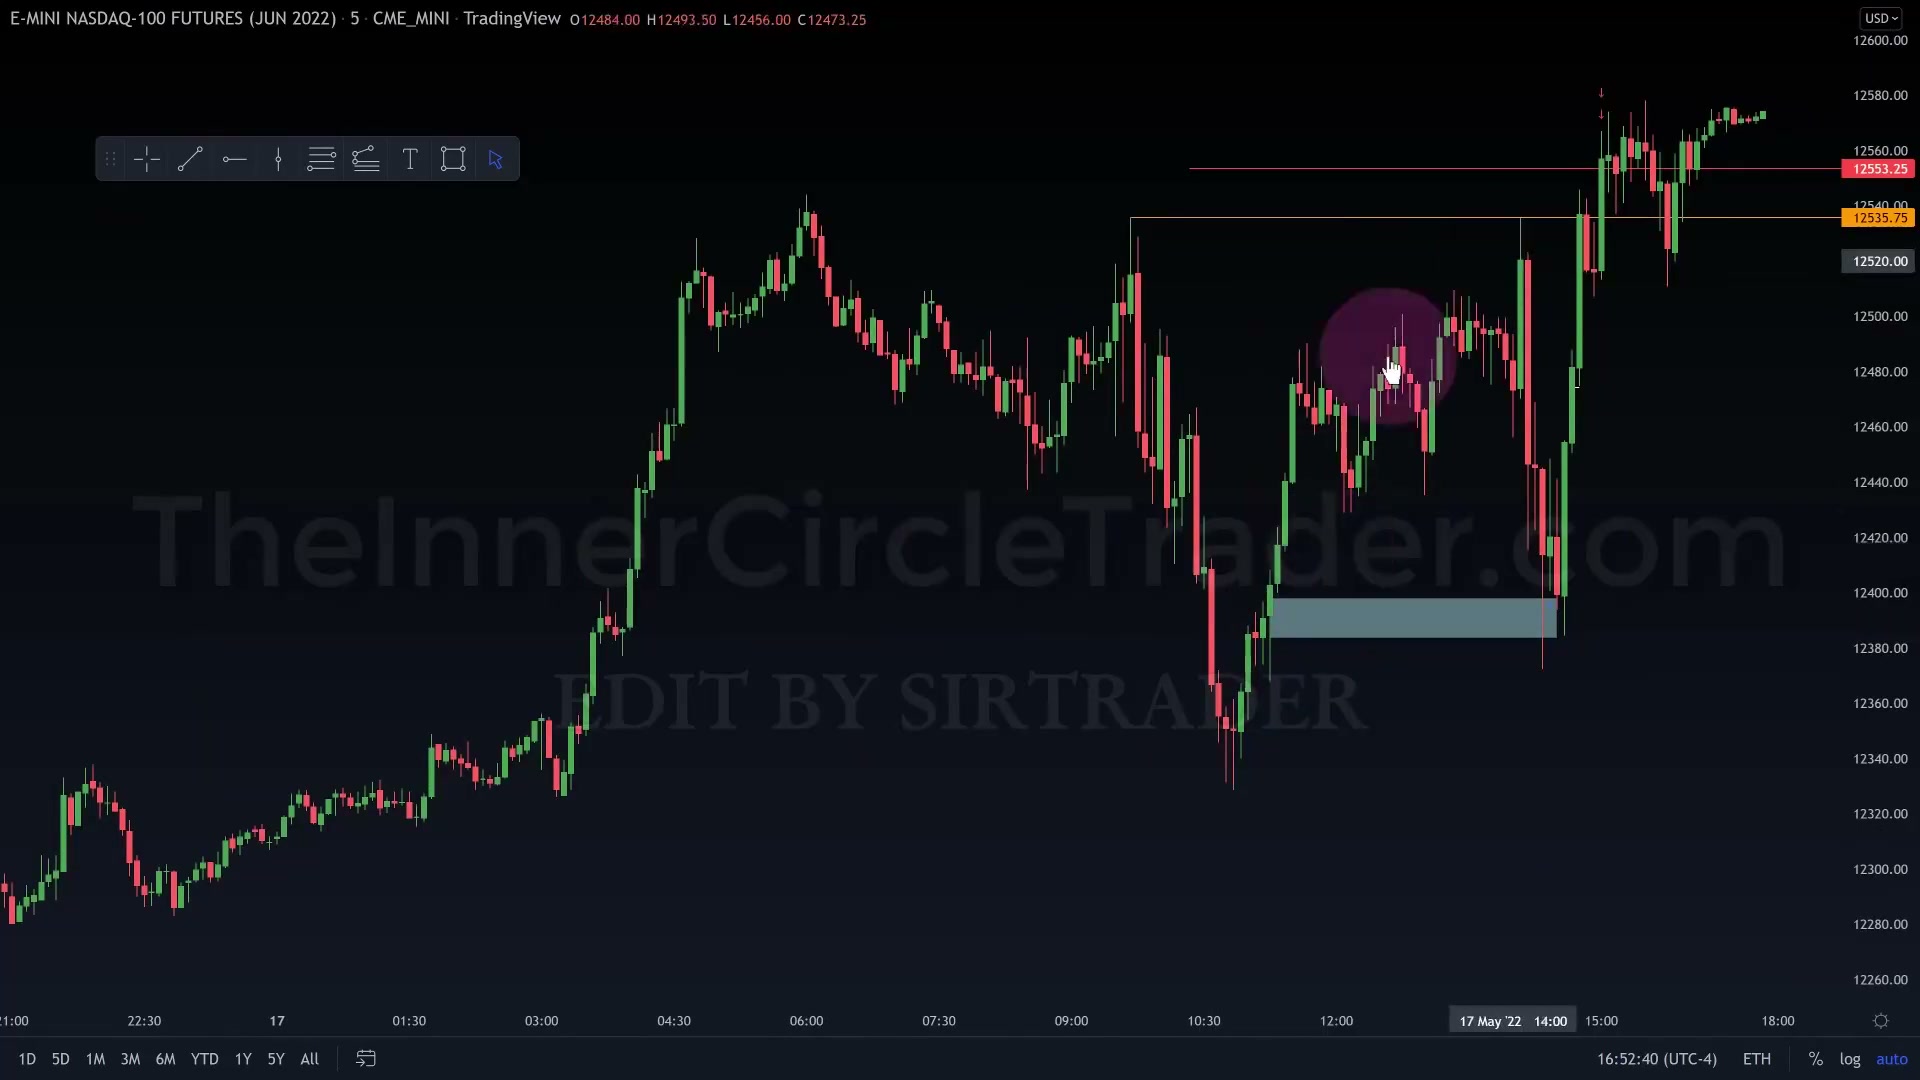 E-MINI NASDAQ-100 FUTURES (JUN 2022) · 5 · CME_MINI · TradingView O12484.00 H12493.50 L12456.00 C12473.25
USD
12600.00
12580.00
12560.00
12553.25
12540.00
12535.75
12520.00
12500.00
12480.00
12460.00
12440.00
12420.00
12400.00
12380.00
12360.00
12340.00
12320.00
12300.00
12280.00
12260.00
T
TheInnerCircleTrader.com
EDIT BY SIRTRADER
21:00 22:30 17 01:30 03:00 04:30 06:00 07:30 09:00 10:30 12:00 17 May '22 14:00 15:00 18:00
1D 5D 1M 3M 6M YTD 1Y 5Y All 16:52:40 (UTC-4) ETH % log auto